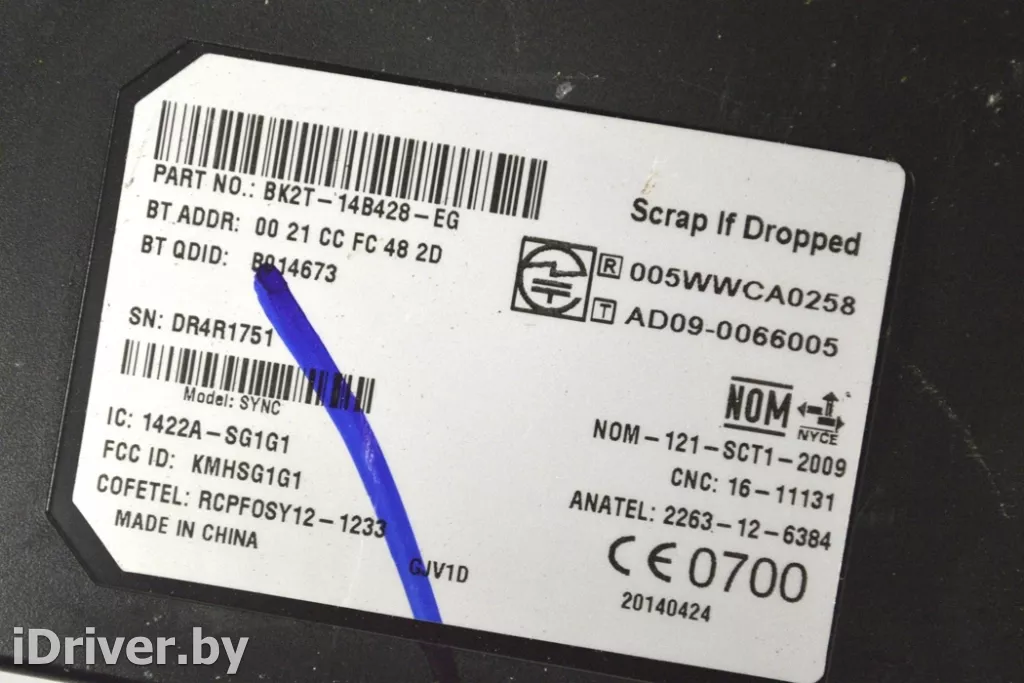 PART NO.: BK2T-14B428-EG
BT ADDR: 00 21 CC FC 48 2D
BT QDID: B014673
SN: DR4R1751
Model: SYNC
IC: 1422A-SG1G1
FCC ID: KMHSG1G1
COFETEL: RCPFOSY12-1233
MADE IN CHINA
GJV1D
Scrap If Dropped
R 005WWCA0258
T AD09-0066005
NOM
NYCE
NOM-121-SCT1-2009
CNC: 16-11131
ANATEL: 2263-12-6384
CE0700
20140424
iDriver.by